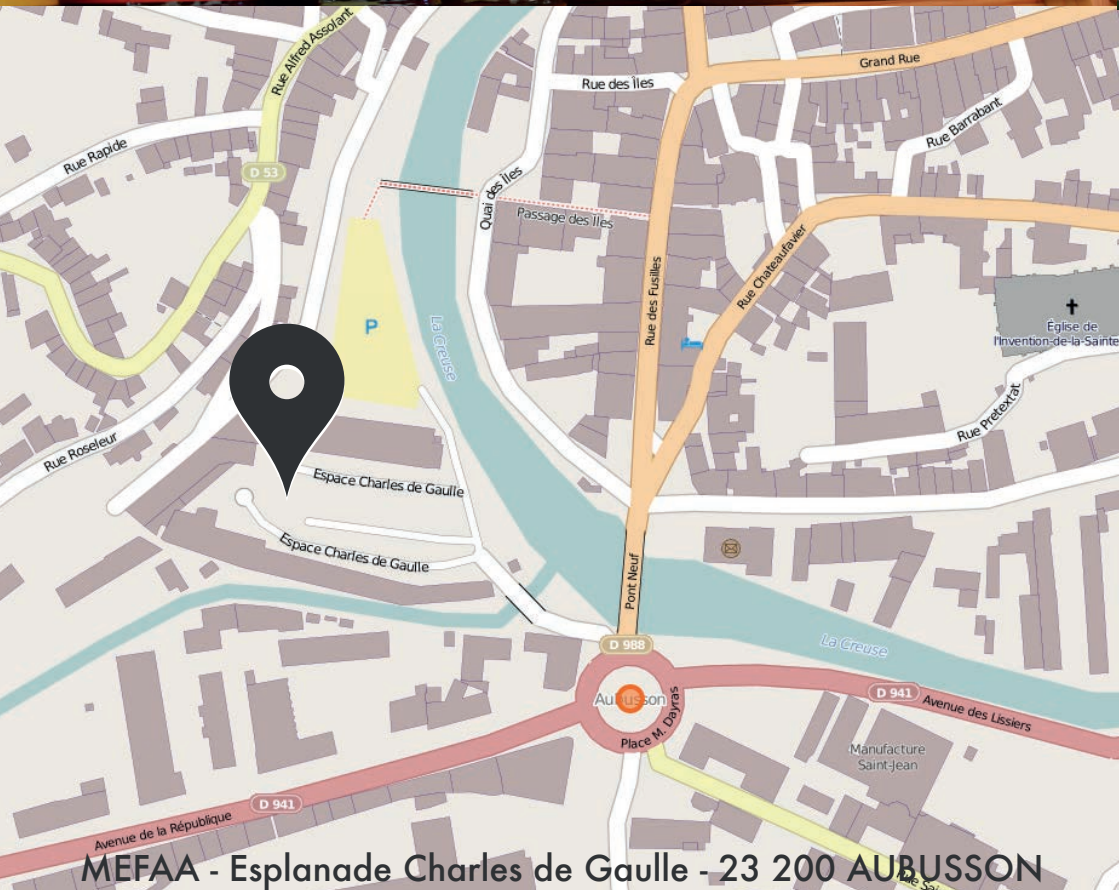 Rue Alfred Assolant
Grand Rue
Rue des Îles
Rue Barrabant
Rue Rapide
D 53
Quai des Îles
Passage des Iles
Rue Chateaufavier
Rue des Fusilles
P
La Creuse
Église de
l'Invention-de-la-Sainte
Rue Pretextat
Rue Roseleur
Espace Charles de Gaulle
Espace Charles de Gaulle
Pont Neuf
La Creuse
D 988
D 941
Avenue des Lissiers
Aubusson
Place M. Dayras
Manufacture
Saint-Jean
D 941
Avenue de la République
MEFAA - Esplanade Charles de Gaulle - 23 200 AUBUSSON